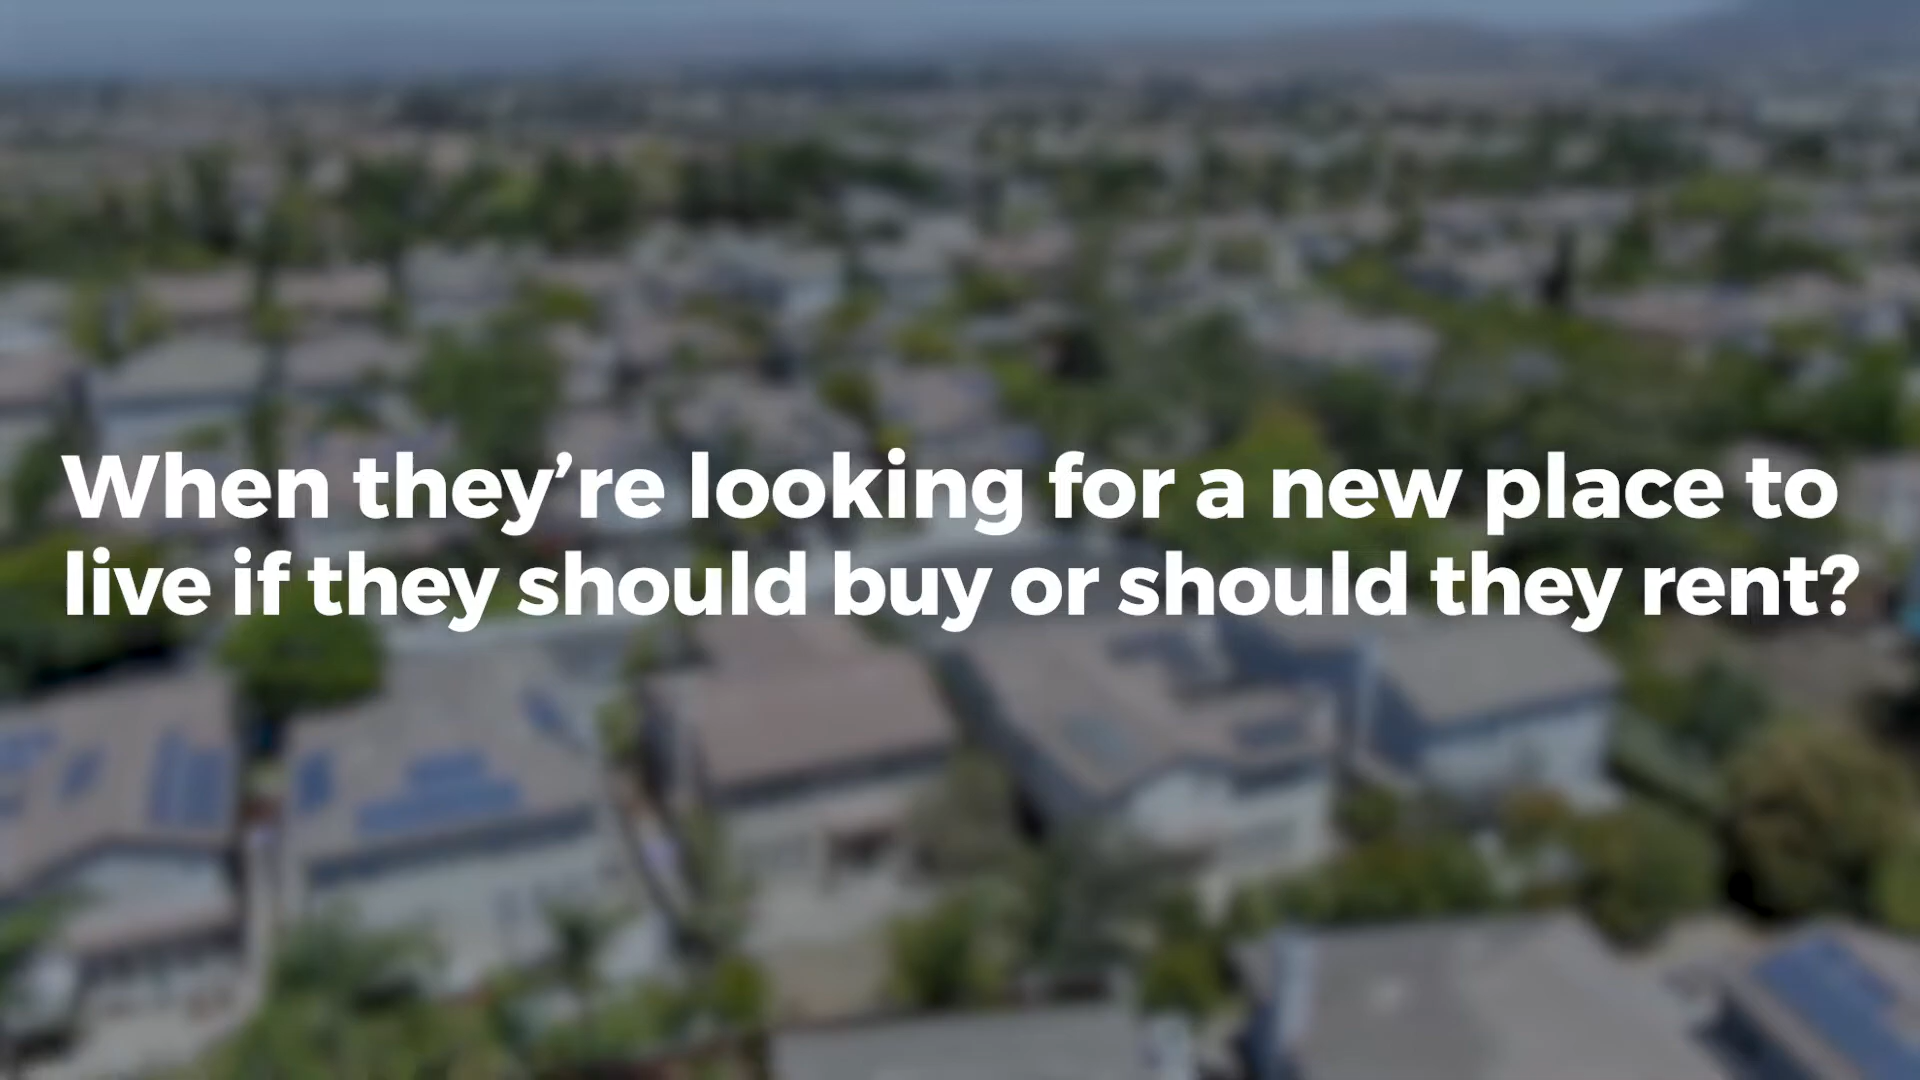 When they’re looking for a new place to
live if they should buy or should they rent?